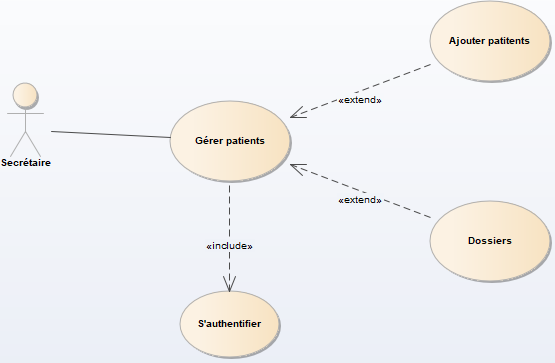 Ajouter patitents
«extend»
Gérer patients
Secrétaire
«extend»
Dossiers
«include»
S'authentifier